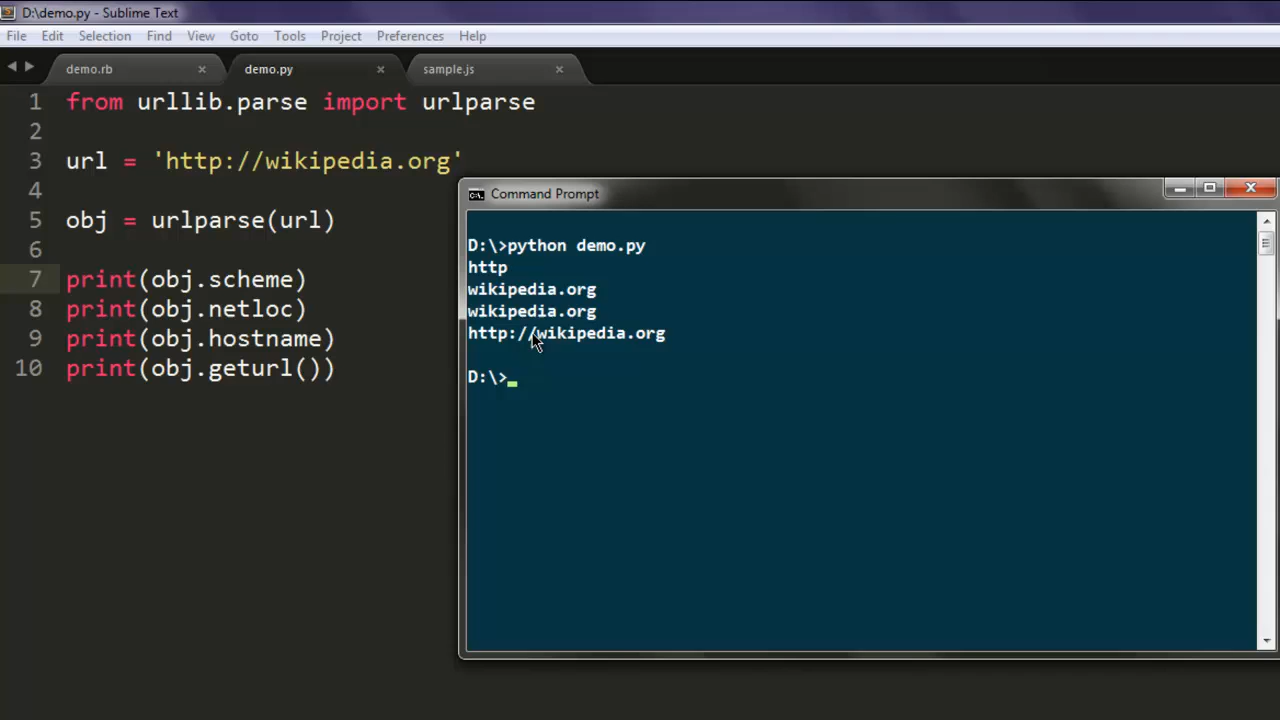 D:\demo.py - Sublime Text
File Edit Selection Find View Goto Tools Project Preferences Help
demo.rb demo.py sample.js
1 from urllib.parse import urlparse
2
3 url = 'http://wikipedia.org'
4
5 obj = urlparse(url)
6
7 print(obj.scheme)
8 print(obj.netloc)
9 print(obj.hostname)
10 print(obj.geturl())
C:\. Command Prompt
D:\>python demo.py
http
wikipedia.org
wikipedia.org
http://wikipedia.org
D:\>